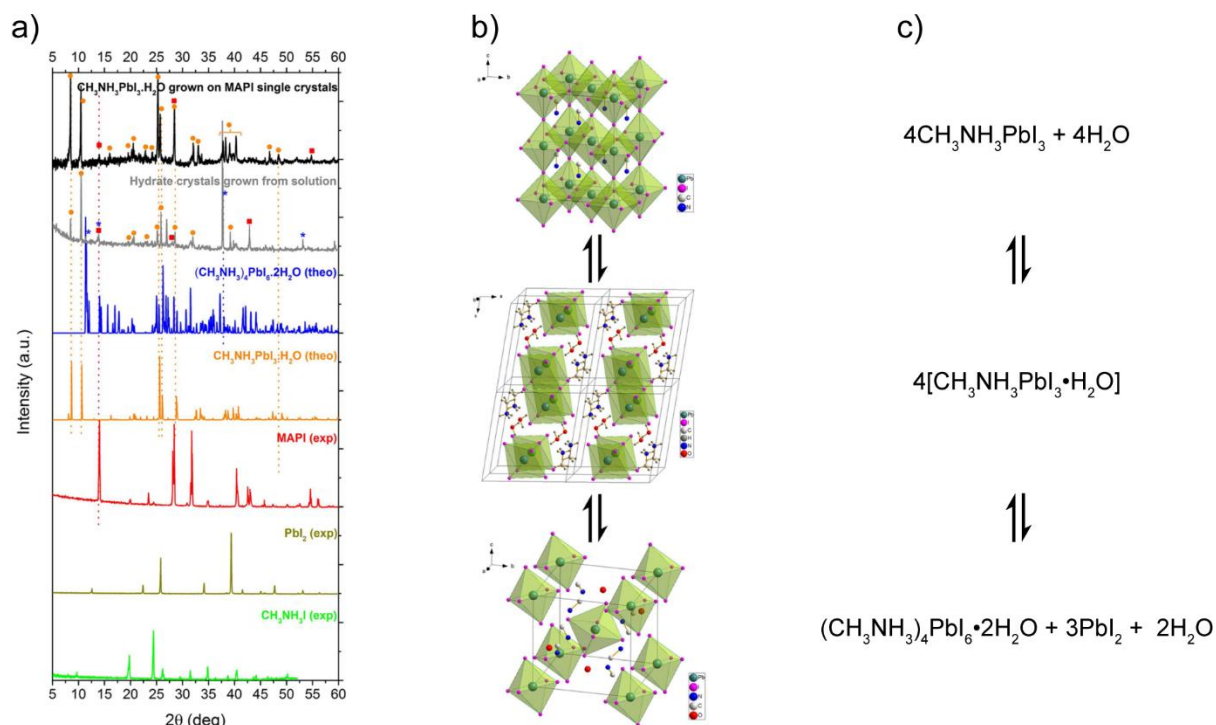 a)
5 10 15 20 25 30 35 40 45 50 55 60
CH₃NH₃PbI₃.H₂O grown on MAPI single crystals
Hydrate crystals grown from solution
(CH₃NH₃)₄PbI₆.2H₂O (theo)
CH₃NH₃PbI₃.H₂O (theo)
MAPI (exp)
PbI₂ (exp)
CH₃NH₃I (exp)
Intensity (a.u.)
5 10 15 20 25 30 35 40 45 50 55 60
2θ (deg)
b)
c
a b
Pb
I
C
N
Pb
I
C
H
N
O
c
a b
Pb
I
N
C
O
c)
4CH₃NH₃PbI₃ + 4H₂O
4[CH₃NH₃PbI₃•H₂O]
(CH₃NH₃)₄PbI₆•2H₂O + 3PbI₂ + 2H₂O